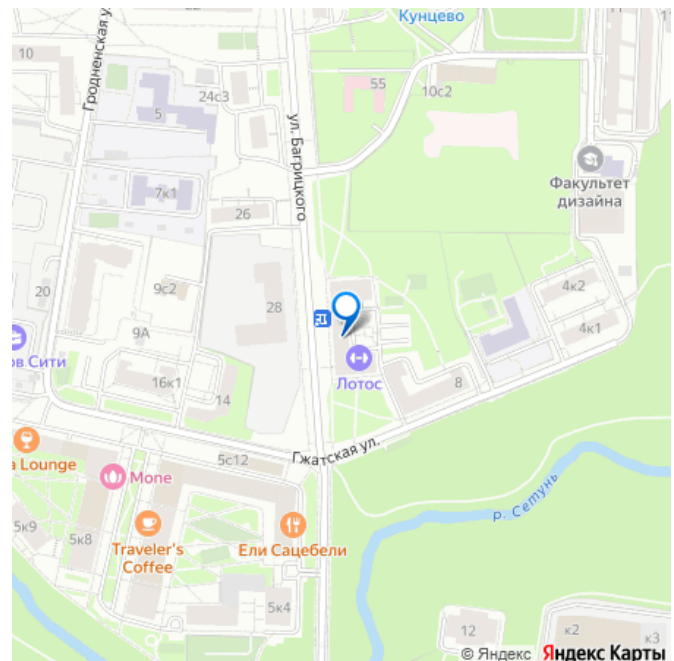 Гродненская у
Кунцево
10
24с3
55
10с2
5
ул. Багрицкого
Факультет
дизайна
7к1
26
4к2
9с2
28
20
9А
4к1
ов Сити
Лотос
16к1
8
14
Гжатская ул.
5с12
a Lounge
Mone
р. Сетунь
5к9
5к8
Traveler's
Coffee
Ели Сацебели
5к4
12
к2
к3
© Яндекс Яндекс Карты